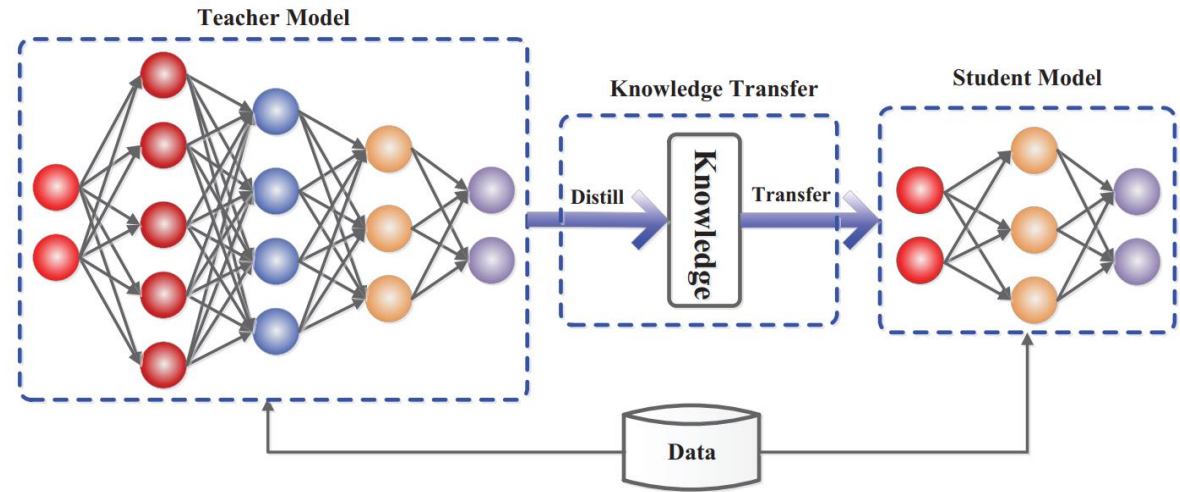 Teacher Model
Knowledge Transfer
Student Model
Distill
Knowledge
Transfer
Data